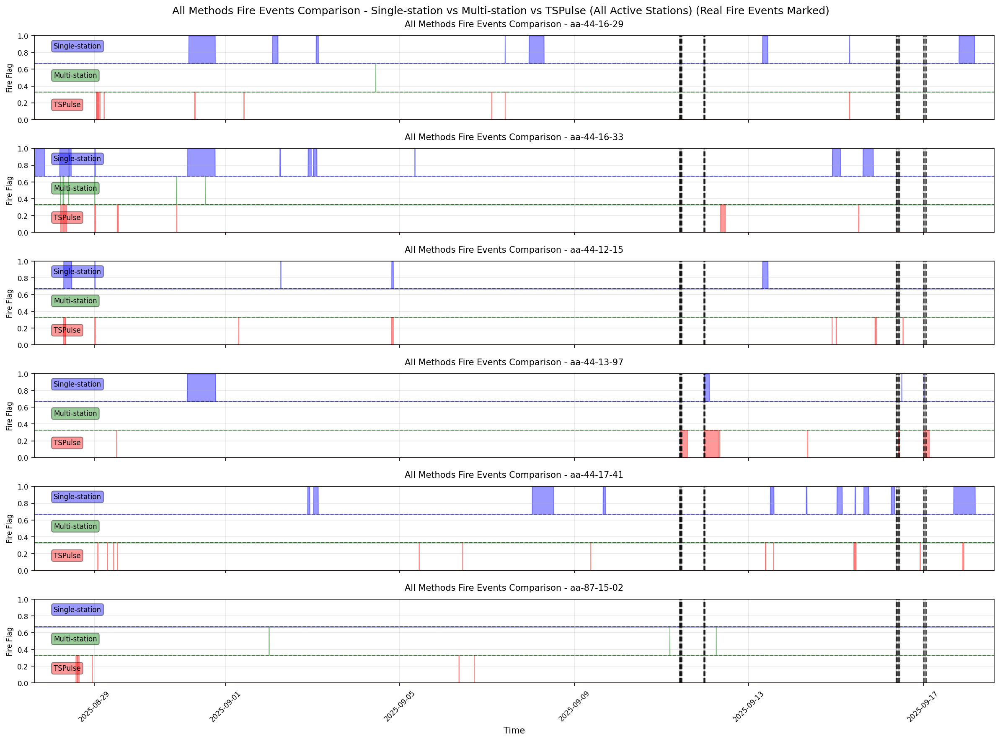 All Methods Fire Events Comparison - Single-station vs Multi-station vs TSPulse (All Active Stations) (Real Fire Events Marked)
All Methods Fire Events Comparison - aa-44-16-29
Fire Flag
1.0
0.8
0.6
0.4
0.2
0.0
Single-station
Multi-station
TSPulse
All Methods Fire Events Comparison - aa-44-16-33
Fire Flag
1.0
0.8
0.6
0.4
0.2
0.0
Single-station
Multi-station
TSPulse
All Methods Fire Events Comparison - aa-44-12-15
Fire Flag
1.0
0.8
0.6
0.4
0.2
0.0
Single-station
Multi-station
TSPulse
All Methods Fire Events Comparison - aa-44-13-97
Fire Flag
1.0
0.8
0.6
0.4
0.2
0.0
Single-station
Multi-station
TSPulse
All Methods Fire Events Comparison - aa-44-17-41
Fire Flag
1.0
0.8
0.6
0.4
0.2
0.0
Single-station
Multi-station
TSPulse
All Methods Fire Events Comparison - aa-87-15-02
Fire Flag
1.0
0.8
0.6
0.4
0.2
0.0
Single-station
Multi-station
TSPulse
2025-08-29
2025-09-01
2025-09-05
2025-09-09
2025-09-13
2025-09-17
Time